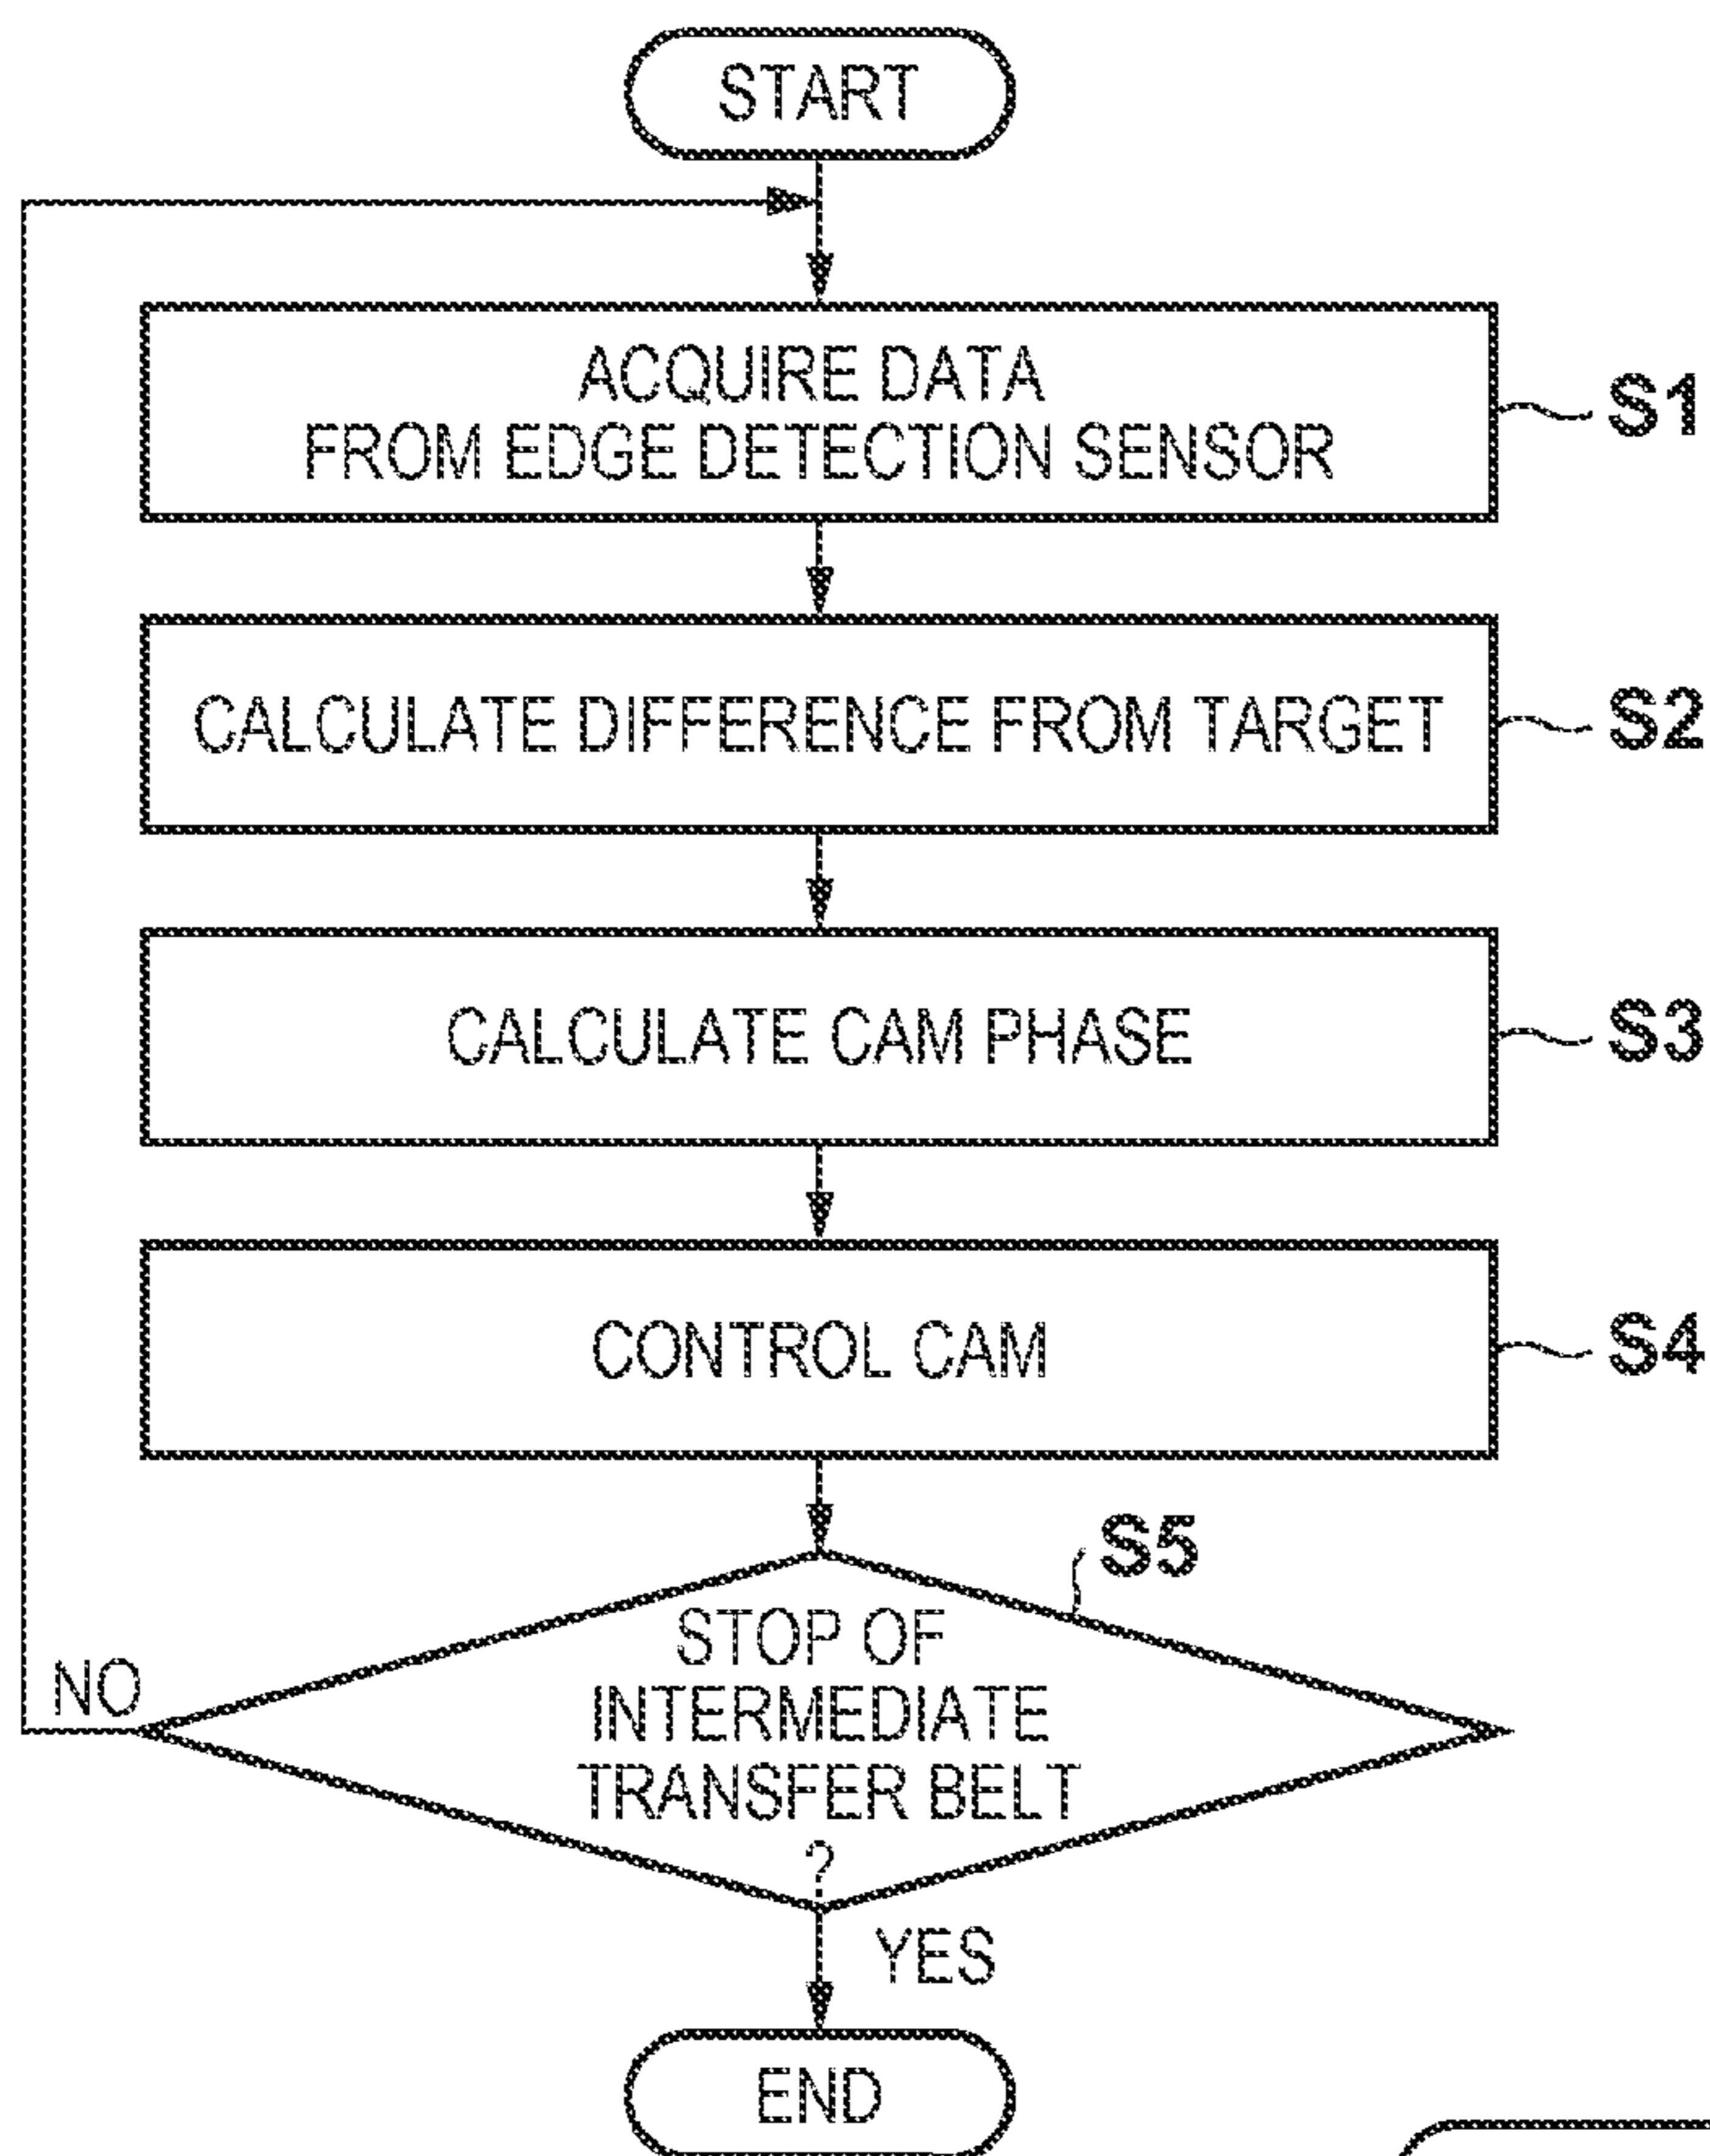 START
ACQUIRE DATA
FROM EDGE DETECTION SENSOR
S1
CALCULATE DIFFERENCE FROM TARGET
S2
CALCULATE CAM PHASE
S3
CONTROL CAM
S4
S5
STOP OF
INTERMEDIATE
TRANSFER BELT
?
NO
YES
END